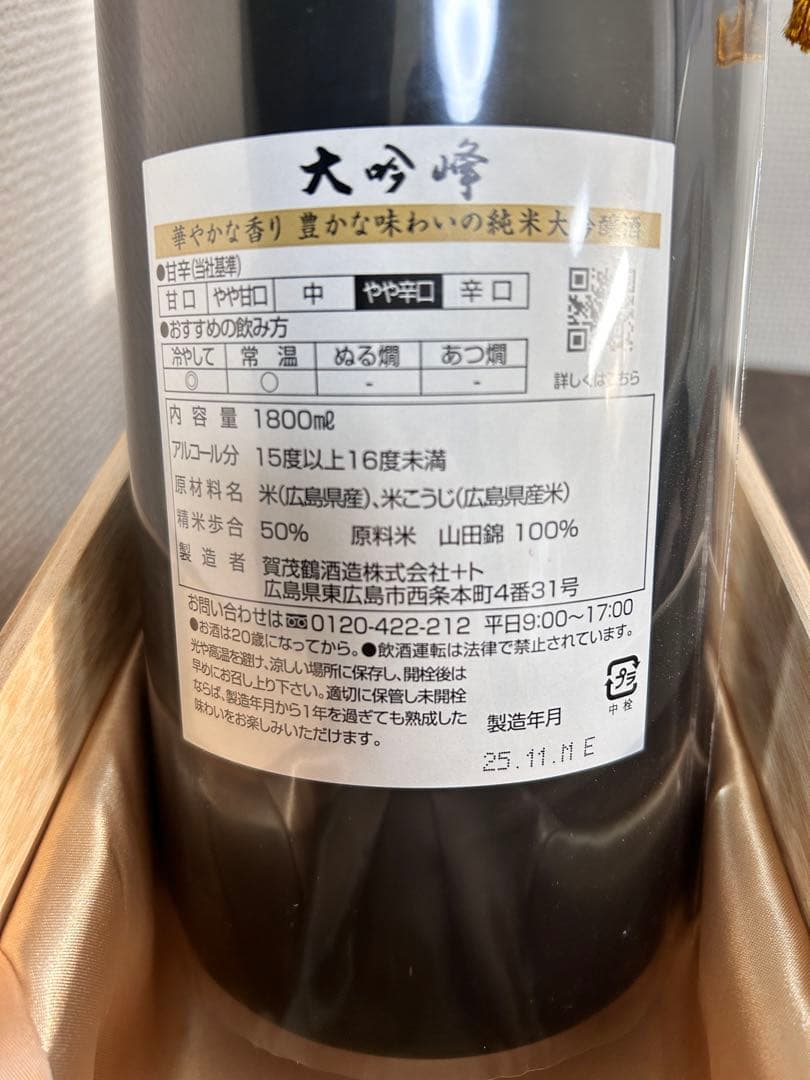 大吟峰
華やかな香り 豊かな味わいの純米大吟醸酒
●甘辛(当社基準)
甘口 やや甘口 中 やや辛口 辛口
●おすすめの飲み方
冷やして 常温 ぬる燗 あつ燗
◎ ○ - -
詳しくはこちら
内容量 1800㎖
アルコール分 15度以上16度未満
原材料名 米(広島県産)、米こうじ(広島県産米)
精米歩合 50% 原料米 山田錦 100%
製造者 賀茂鶴酒造株式会社+ト
広島県東広島市西条本町4番31号
お問い合わせは 0120-422-212 平日9:00～17:00
●お酒は20歳になってから。●飲酒運転は法律で禁止されています。
光や高温を避け、涼しい場所に保存し、開栓後は
早めにお召し上り下さい。適切に保管し未開栓
ならば、製造年月から1年を過ぎても熟成した
味わいをお楽しみいただけます。
プラ
中栓
製造年月
25.11.N E